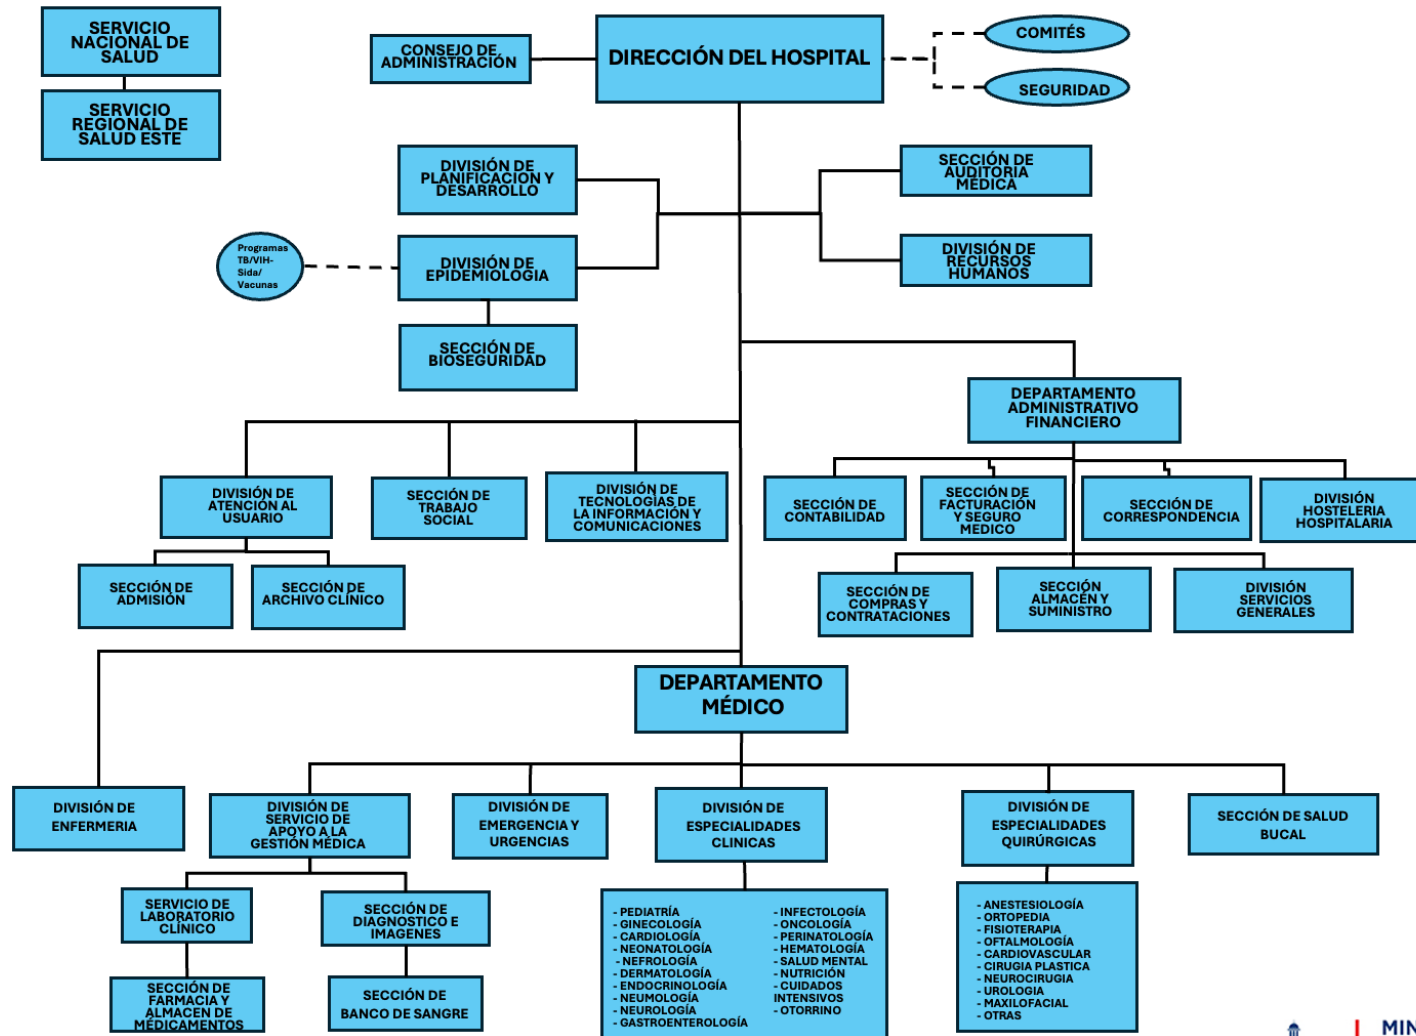 SERVICIO
NACIONAL DE
SALUD
SERVICIO
REGIONAL DE
SALUD ESTE
CONSEJO DE
ADMINISTRACIÓN
DIRECCIÓN DEL HOSPITAL
COMITÉS
SEGURIDAD
DIVISIÓN DE
PLANIFICACION Y
DESARROLLO
SECCIÓN DE
AUDITORIA
MÉDICA
Programas
TB/VIH-
Sida/
Vacunas
DIVISIÓN DE
EPIDEMIOLOGIA
DIVISIÓN DE
RECURSOS
HUMANOS
SECCIÓN DE
BIOSEGURIDAD
DEPARTAMENTO
ADMINISTRATIVO
FINANCIERO
DIVISIÓN DE
ATENCIÓN AL
USUARIO
SECCIÓN DE
TRABAJO
SOCIAL
DIVISIÓN DE
TECNOLOGÍAS DE
LA INFORMACIÓN Y
COMUNICACIONES
SECCIÓN DE
CONTABILIDAD
SECCIÓN DE
FACTURACIÓN
Y SEGURO
MEDICO
SECCIÓN DE
CORRESPONDENCIA
DIVISIÓN
HOSTELERIA
HOSPITALARIA
SECCIÓN DE
ADMISIÓN
SECCIÓN DE
ARCHIVO CLÍNICO
SECCIÓN DE
COMPRAS Y
CONTRATACIONES
SECCIÓN
ALMACÉN Y
SUMINISTRO
DIVISIÓN
SERVICIOS
GENERALES
DEPARTAMENTO
MÉDICO
DIVISIÓN DE
ENFERMERIA
DIVISIÓN DE
SERVICIO DE
APOYO A LA
GESTIÓN MÉDICA
DIVISIÓN DE
EMERGENCIA Y
URGENCIAS
DIVISIÓN DE
ESPECIALIDADES
CLINICAS
DIVISIÓN DE
ESPECIALIDADES
QUIRÚRGICAS
SECCIÓN DE SALUD
BUCAL
SERVICIO DE
LABORATORIO
CLÍNICO
SECCIÓN DE
DIAGNOSTICO E
IMAGENES
SECCIÓN DE
FARMACIA Y
ALMACEN DE
MÉDICAMENTOS
SECCIÓN DE
BANCO DE SANGRE
- PEDIATRÍA
- GINECOLOGÍA
- CARDIOLOGÍA
- NEONATOLOGÍA
- NEFROLOGÍA
- DERMATOLOGÍA
- ENDOCRINOLOGÍA
- NEUMOLOGÍA
- NEUROLOGÍA
- GASTROENTEROLOGÍA
- INFECTOLOGÍA
- ONCOLOGÍA
- PERINATOLOGÍA
- HEMATOLOGÍA
- SALUD MENTAL
- NUTRICIÓN
- CUIDADOS
INTENSIVOS
- OTORRINO
- ANESTESIOLOGÍA
- ORTOPEDIA
- FISIOTERAPIA
- OFTALMOLOGÍA
- CARDIOVASCULAR
- CIRUGIA PLASTICA
- NEUROCIRUGIA
- UROLOGIA
- MAXILOFACIAL
- OTRAS